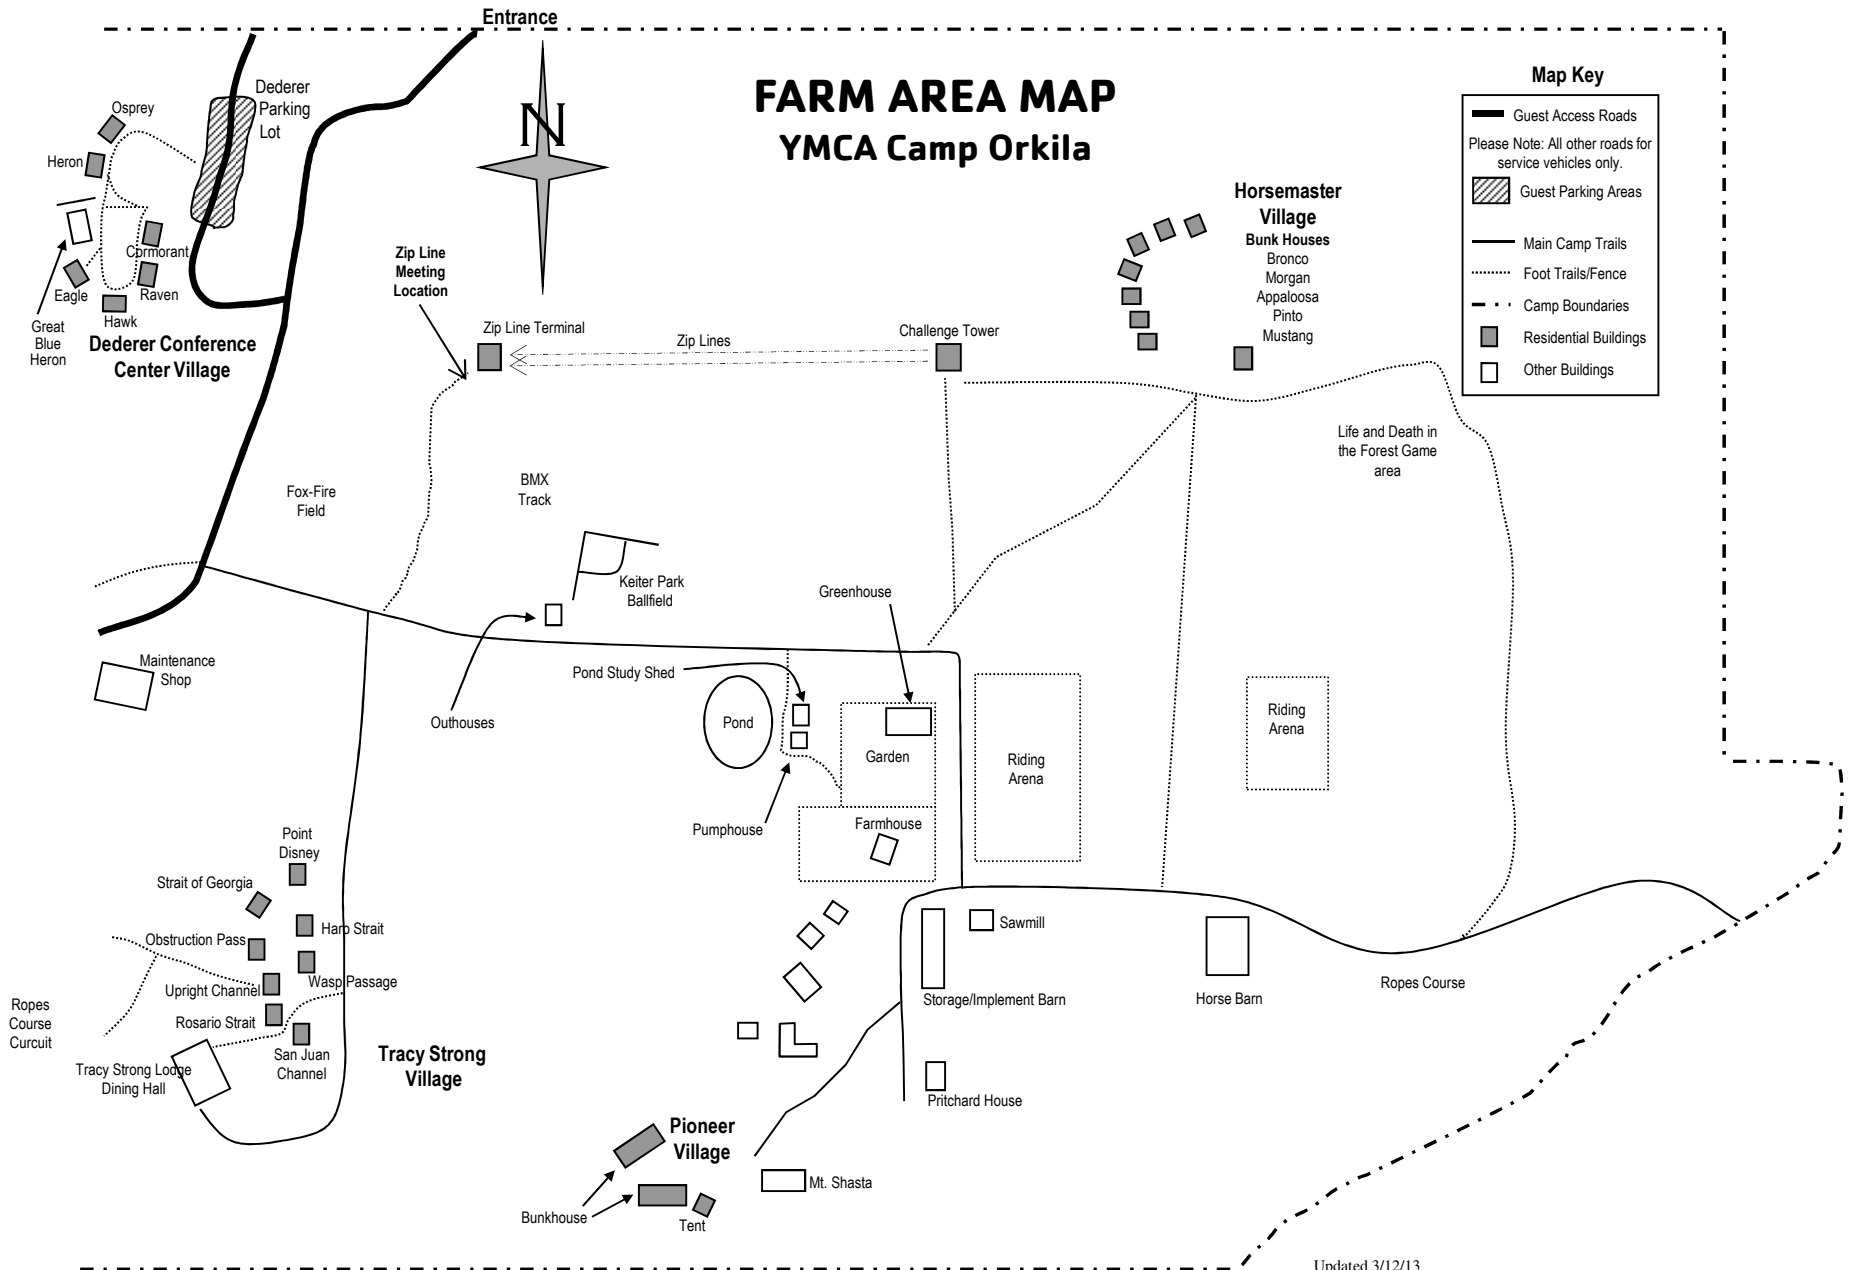 Entrance
FARM AREA MAP
YMCA Camp Orkila
N
Map Key
Guest Access Roads
Please Note: All other roads for
service vehicles only.
Guest Parking Areas
Main Camp Trails
Foot Trails/Fence
Camp Boundaries
Residential Buildings
Other Buildings
Dederer
Parking
Lot
Osprey
Heron
Cormorant
Eagle
Raven
Hawk
Great
Blue
Heron
Dederer Conference
Center Village
Zip Line
Meeting
Location
Zip Line Terminal
Zip Lines
Challenge Tower
Horsemaster
Village
Bunk Houses
Bronco
Morgan
Appaloosa
Pinto
Mustang
Life and Death in
the Forest Game
area
Fox-Fire
Field
BMX
Track
Keiter Park
Ballfield
Greenhouse
Maintenance
Shop
Pond Study Shed
Outhouses
Pond
Garden
Riding
Arena
Riding
Arena
Pumphouse
Farmhouse
Point
Disney
Strait of Georgia
Haro Strait
Obstruction Pass
Wasp Passage
Upright Channel
Rosario Strait
Ropes
Course
Curcuit
San Juan
Channel
Tracy Strong Lodge
Dining Hall
Tracy Strong
Village
Sawmill
Storage/Implement Barn
Horse Barn
Ropes Course
Pritchard House
Pioneer
Village
Mt. Shasta
Bunkhouse
Tent
Updated 3/12/13